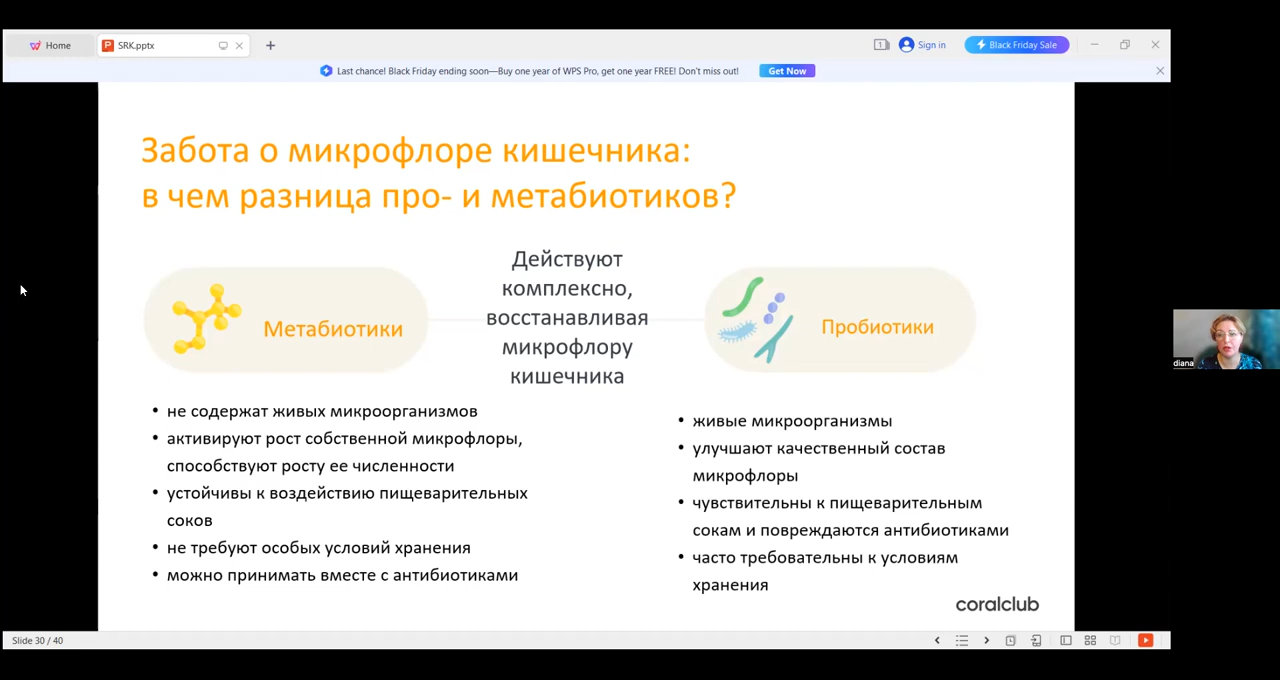 Home
SRK.pptx
Sign in
Black Friday Sale
Last chance! Black Friday ending soon—Buy one year of WPS Pro, get one year FREE! Don't miss out!
Get Now
Забота о микрофлоре кишечника:
в чем разница про- и метабиотиков?
Метабиотики
Действуют
комплексно,
восстанавливая
микрофлору
кишечника
Пробиотики
• не содержат живых микроорганизмов
• активируют рост собственной микрофлоры,
способствуют росту ее численности
• устойчивы к воздействию пищеварительных
соков
• не требуют особых условий хранения
• можно принимать вместе с антибиотиками
• живые микроорганизмы
• улучшают качественный состав
микрофлоры
• чувствительны к пищеварительным
сокам и повреждаются антибиотиками
• часто требовательны к условиям
хранения
coralclub
diana
Slide 30 / 40